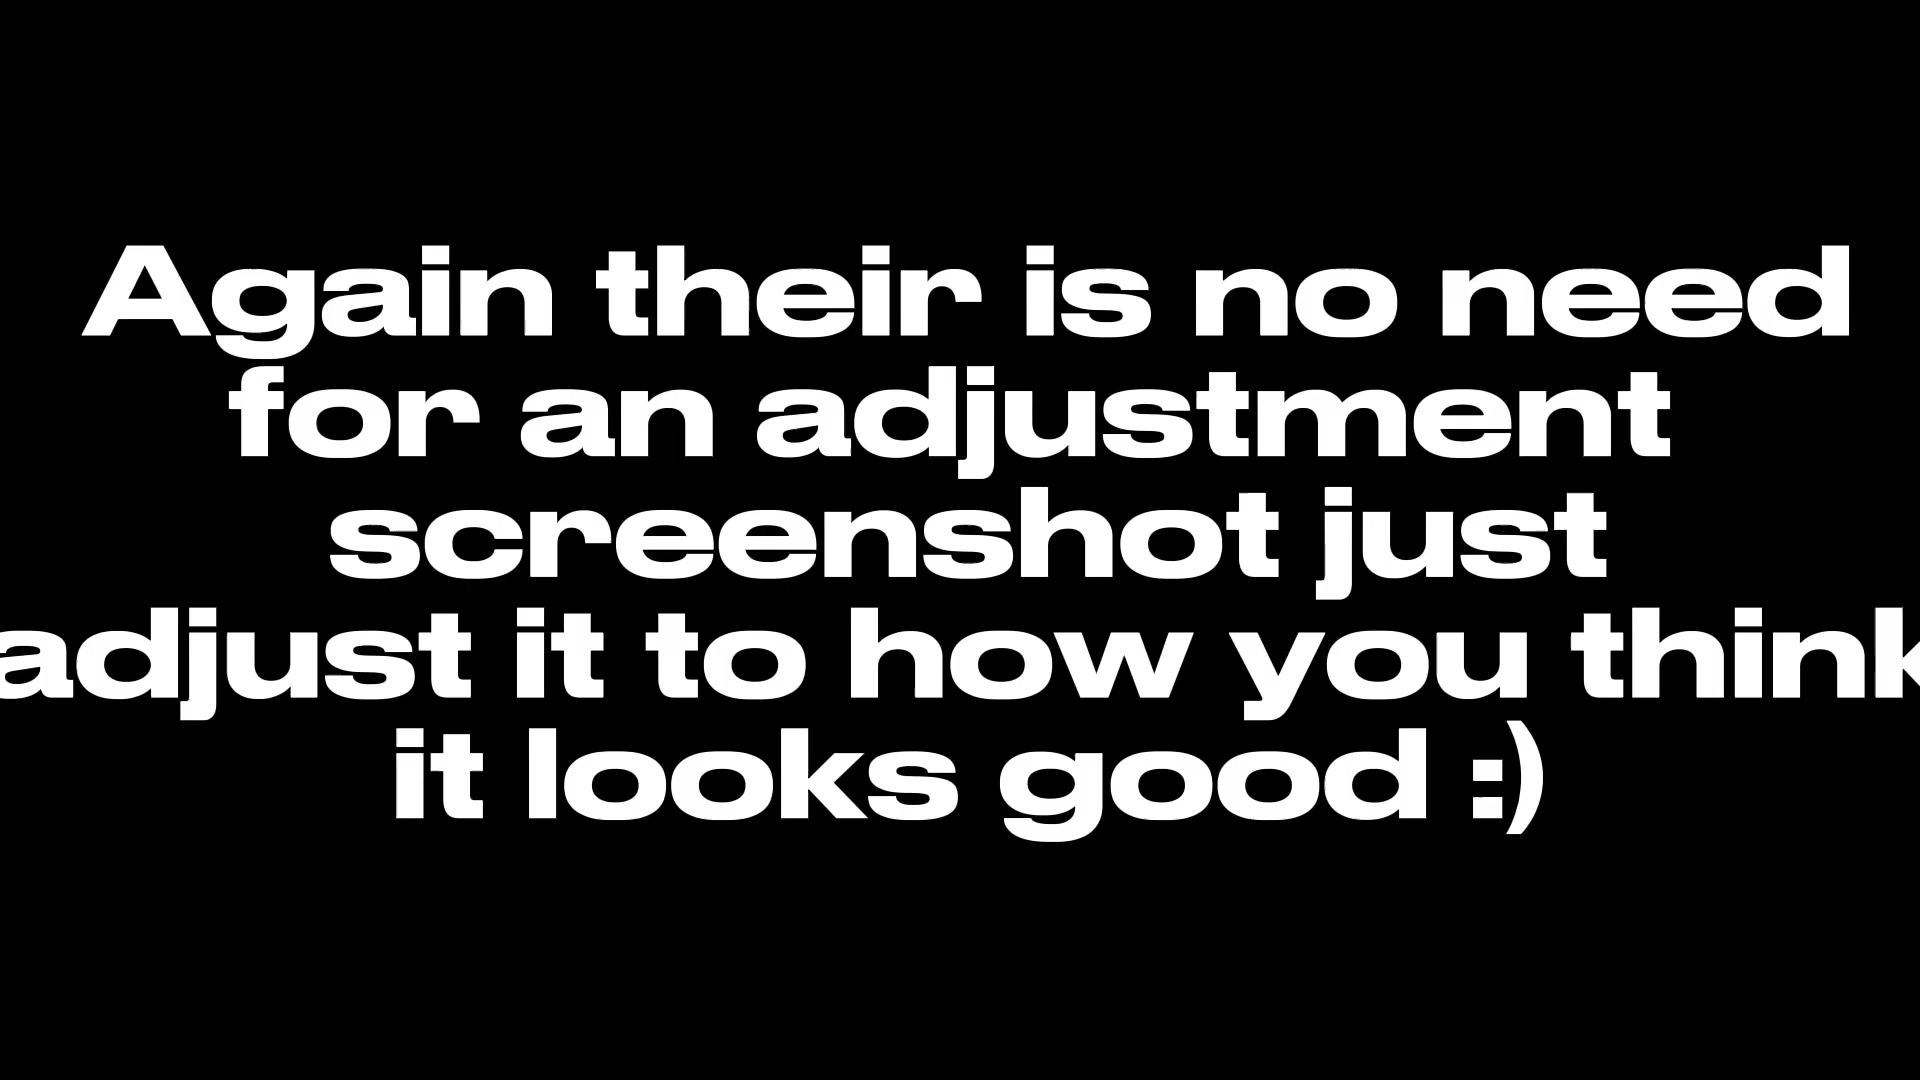 Again their is no need
for an adjustment
screenshot just
adjust it to how you think
it looks good :)